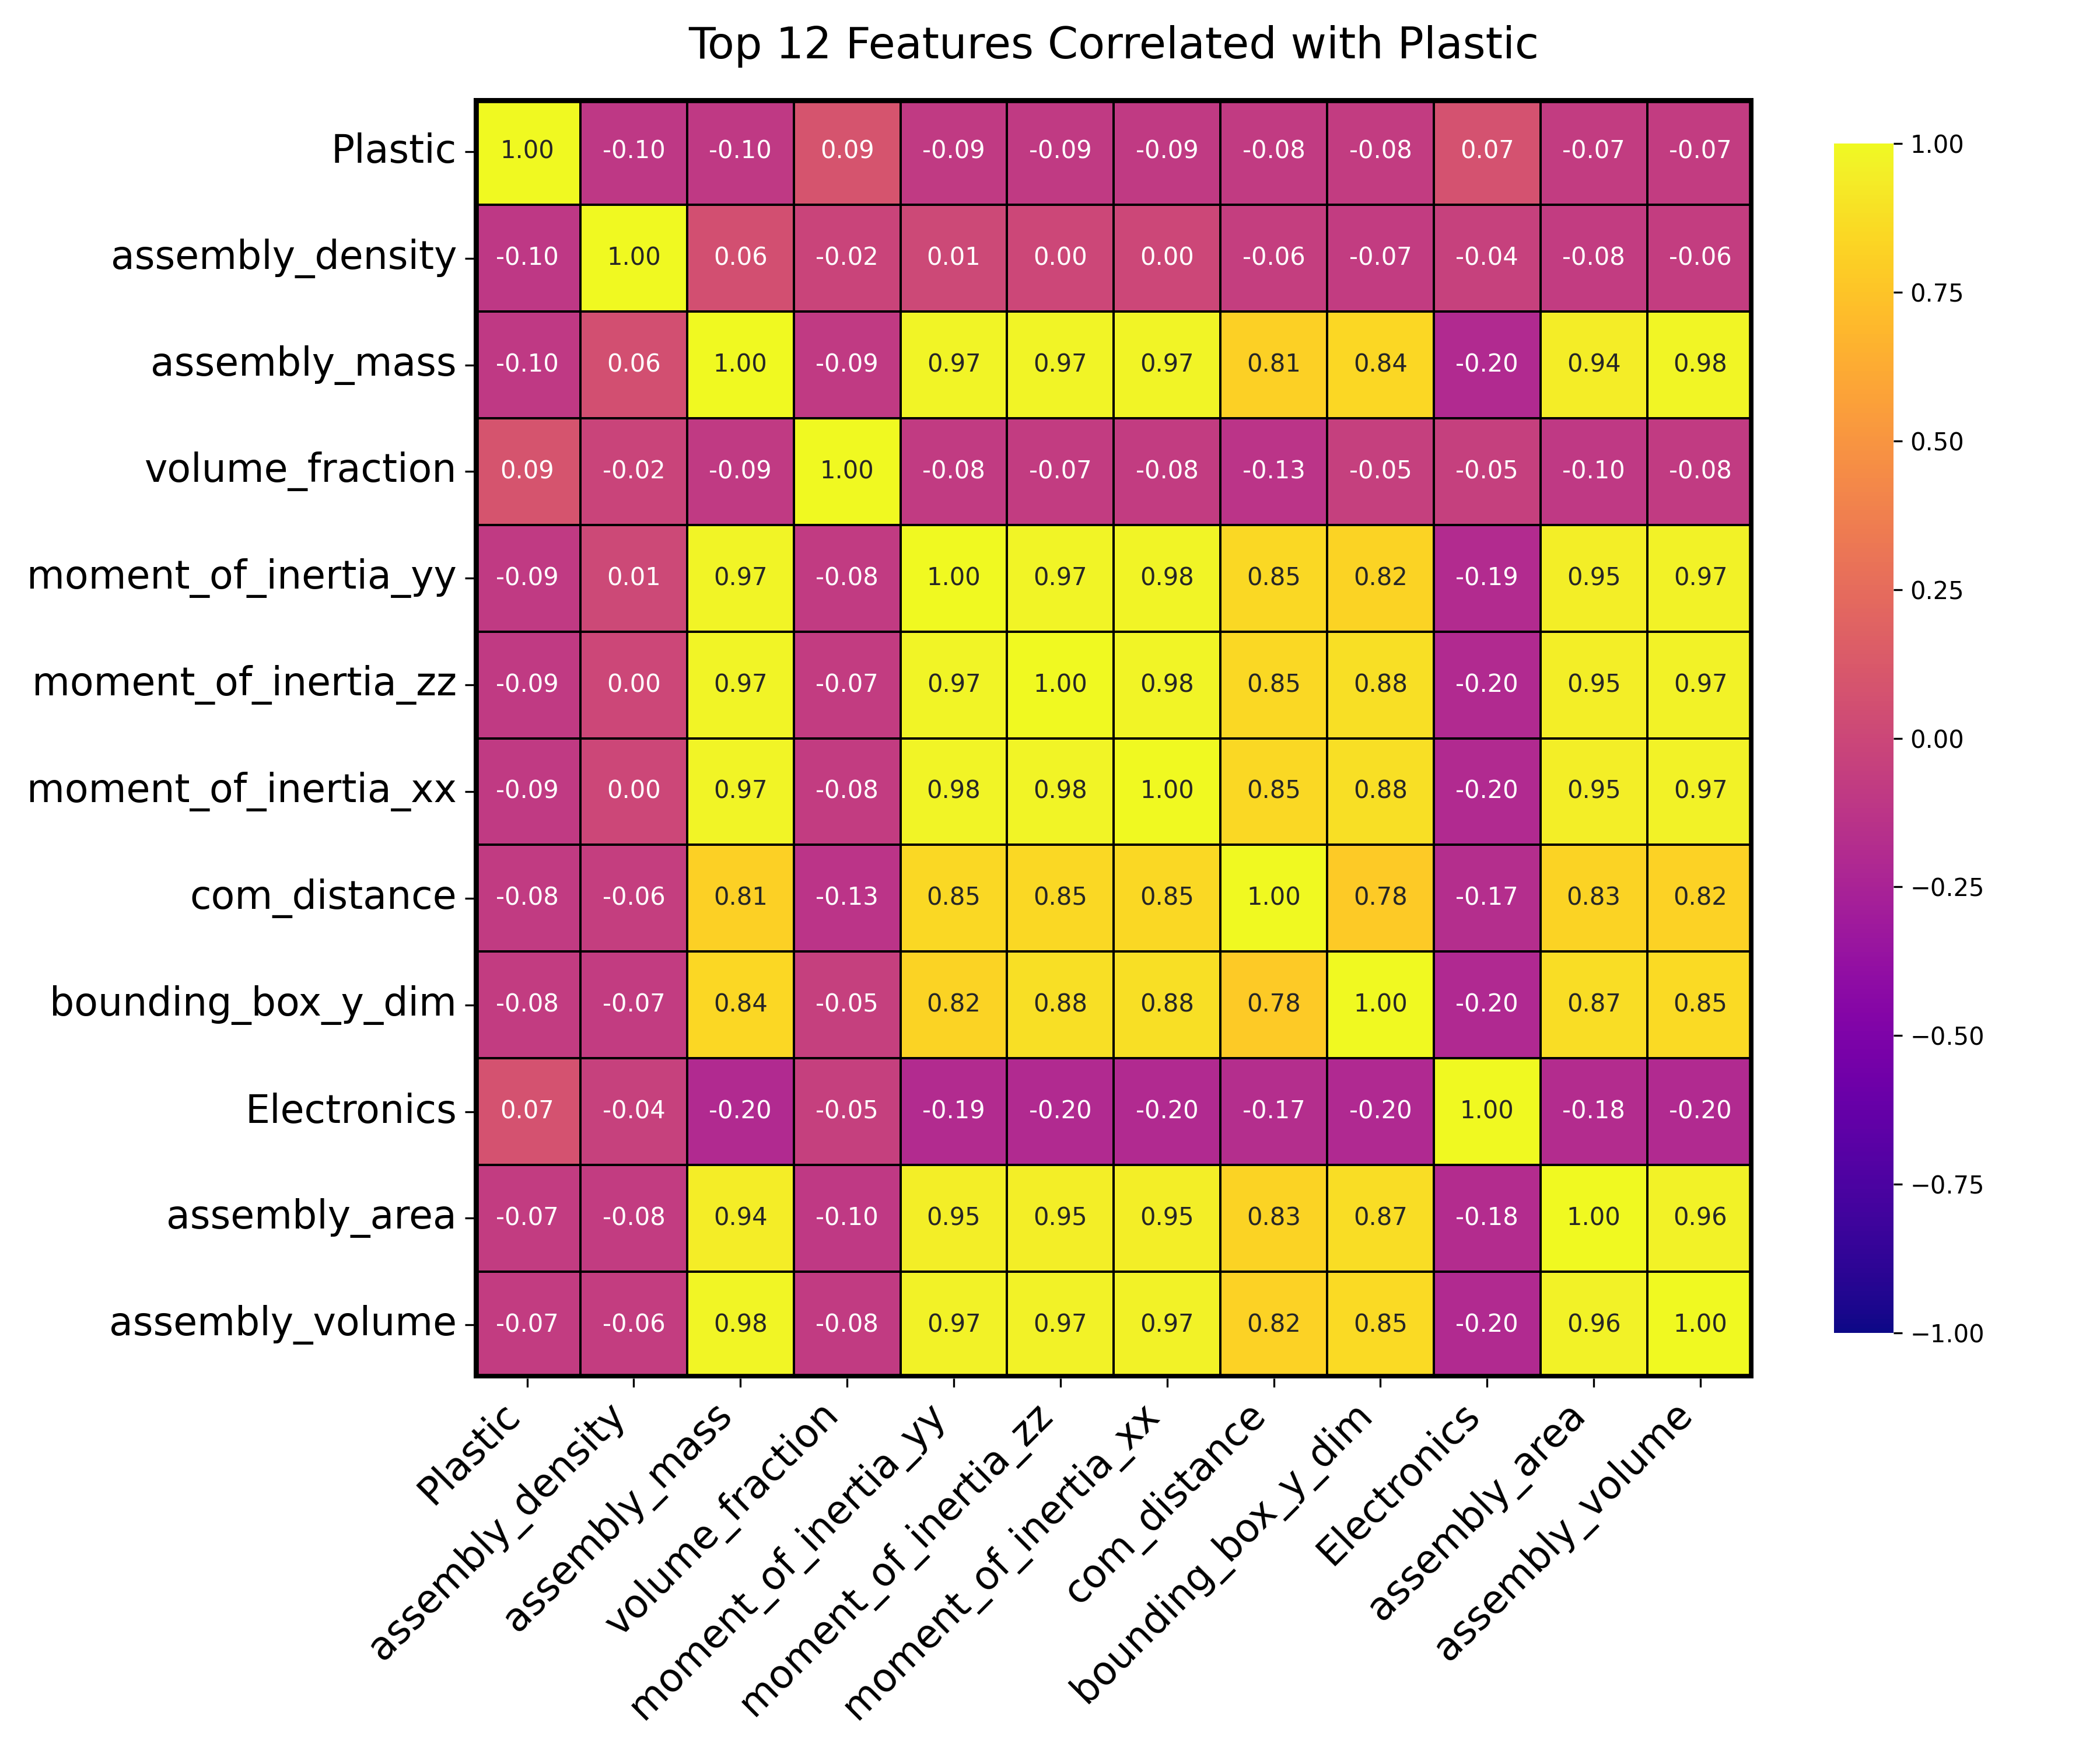 Top 12 Features Correlated with Plastic
Plastic 1.00 -0.10 -0.10 0.09 -0.09 -0.09 -0.09 -0.08 -0.08 0.07 -0.07 -0.07
assembly_density -0.10 1.00 0.06 -0.02 0.01 0.00 0.00 -0.06 -0.07 -0.04 -0.08 -0.06
assembly_mass -0.10 0.06 1.00 -0.09 0.97 0.97 0.97 0.81 0.84 -0.20 0.94 0.98
volume_fraction 0.09 -0.02 -0.09 1.00 -0.08 -0.07 -0.08 -0.13 -0.05 -0.05 -0.10 -0.08
moment_of_inertia_yy -0.09 0.01 0.97 -0.08 1.00 0.97 0.98 0.85 0.82 -0.19 0.95 0.97
moment_of_inertia_zz -0.09 0.00 0.97 -0.07 0.97 1.00 0.98 0.85 0.88 -0.20 0.95 0.97
moment_of_inertia_xx -0.09 0.00 0.97 -0.08 0.98 0.98 1.00 0.85 0.88 -0.20 0.95 0.97
com_distance -0.08 -0.06 0.81 -0.13 0.85 0.85 0.85 1.00 0.78 -0.17 0.83 0.82
bounding_box_y_dim -0.08 -0.07 0.84 -0.05 0.82 0.88 0.88 0.78 1.00 -0.20 0.87 0.85
Electronics 0.07 -0.04 -0.20 -0.05 -0.19 -0.20 -0.20 -0.17 -0.20 1.00 -0.18 -0.20
assembly_area -0.07 -0.08 0.94 -0.10 0.95 0.95 0.95 0.83 0.87 -0.18 1.00 0.96
assembly_volume -0.07 -0.06 0.98 -0.08 0.97 0.97 0.97 0.82 0.85 -0.20 0.96 1.00
Plastic
assembly_density
assembly_mass
volume_fraction
moment_of_inertia_yy
moment_of_inertia_zz
moment_of_inertia_xx
com_distance
bounding_box_y_dim
Electronics
assembly_area
assembly_volume
1.00
0.75
0.50
0.25
0.00
−0.25
−0.50
−0.75
−1.00